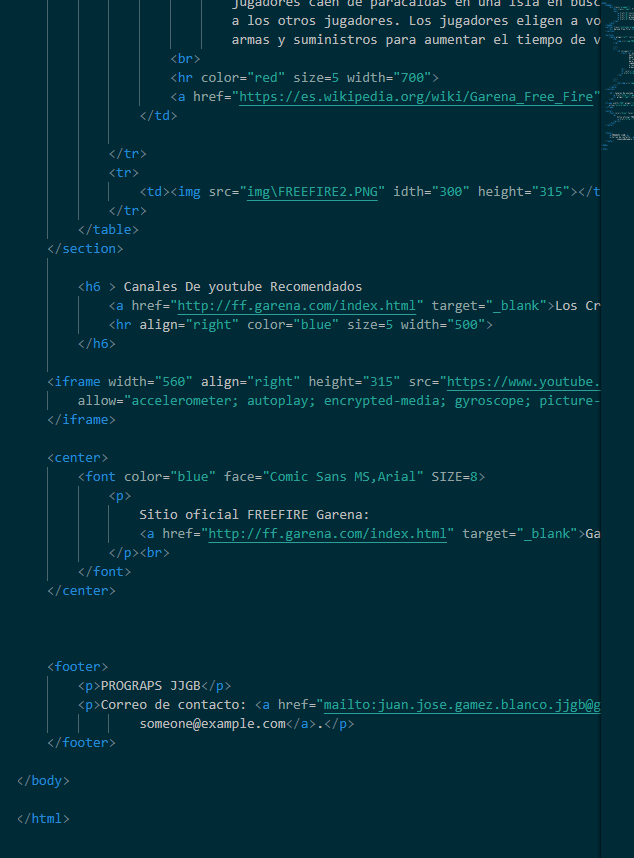 jugadores caen de paracaídas en una isla en busc
a los otros jugadores. Los jugadores eligen a vo
armas y suministros para aumentar el tiempo de v
<br>
<hr color="red" size=5 width="700">
<a href="https://es.wikipedia.org/wiki/Garena_Free_Fire"
</td>
</tr>
<tr>
<td><img src="img\FREEFIRE2.PNG" idth="300" height="315"></t
</tr>
</table>
</section>
<h6 > Canales De youtube Recomendados
<a href="http://ff.garena.com/index.html" target="_blank">Los Cr
<hr align="right" color="blue" size=5 width="500">
</h6>
<iframe width="560" align="right" height="315" src="https://www.youtube.
allow="accelerometer; autoplay; encrypted-media; gyroscope; picture-
</iframe>
<center>
<font color="blue" face="Comic Sans MS,Arial" SIZE=8>
<p>
Sitio oficial FREEFIRE Garena:
<a href="http://ff.garena.com/index.html" target="_blank">Ga
</p><br>
</font>
</center>
<footer>
<p>PROGRAPS JJGB</p>
<p>Correo de contacto: <a href="mailto:juan.jose.gamez.blanco.jjgb@g
someone@example.com</a>.</p>
</footer>
</body>
</html>